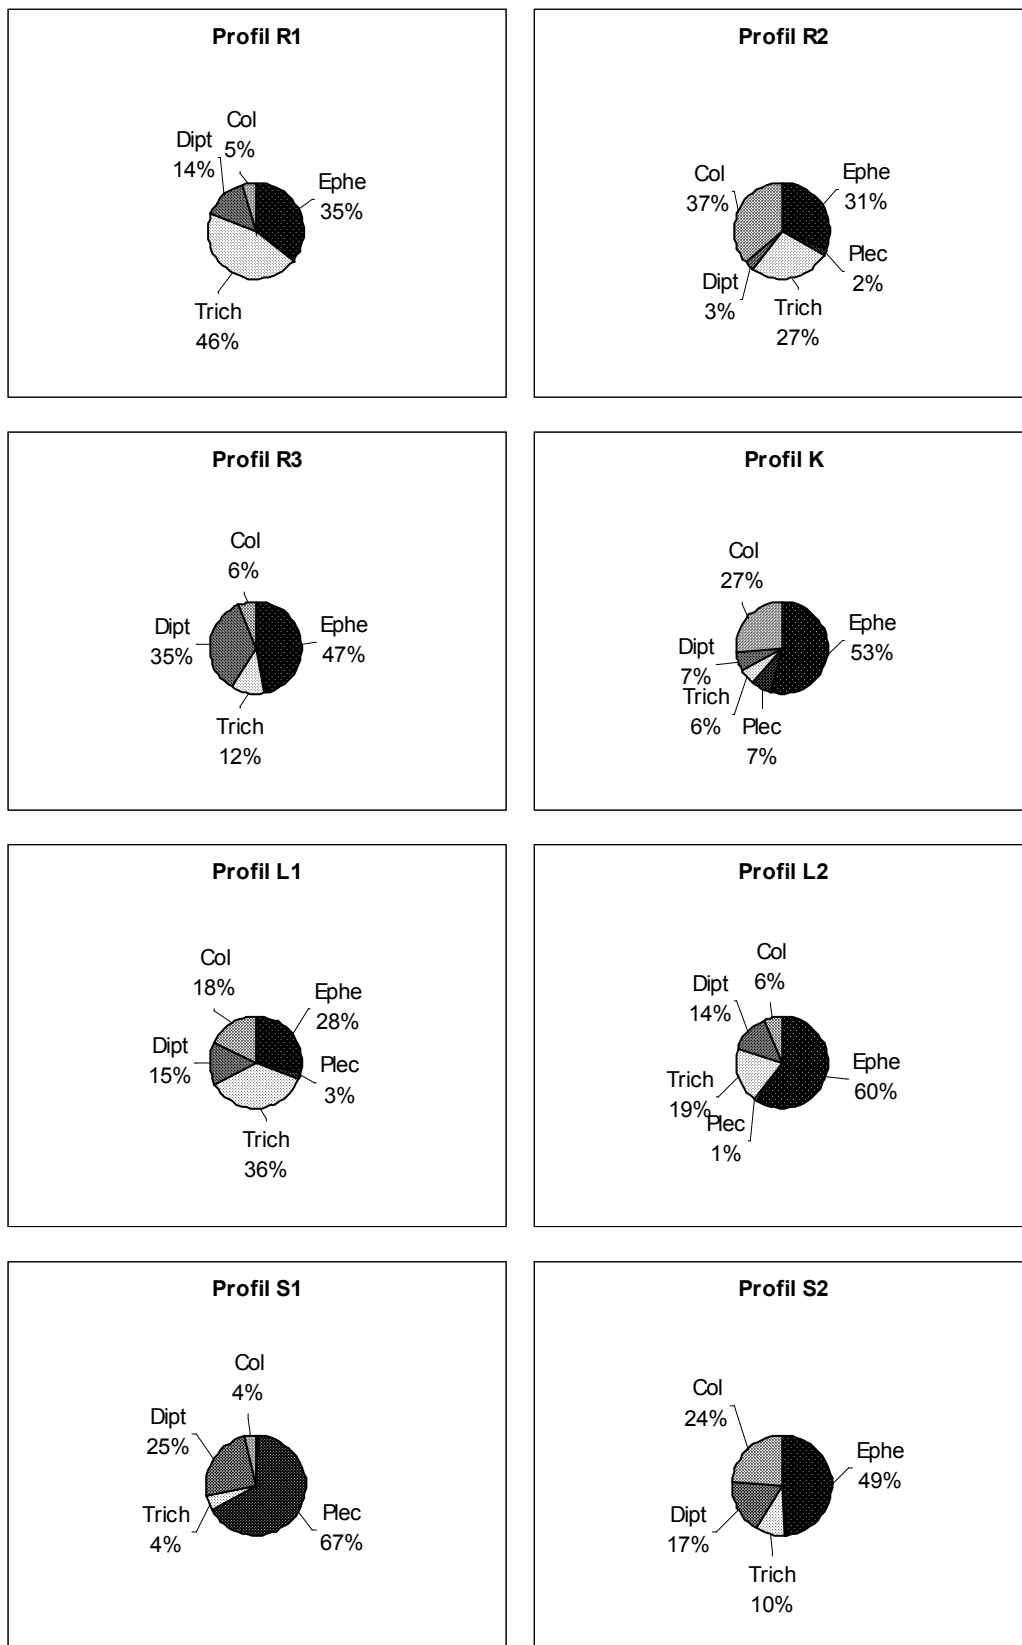 Profil R1
Col
5%
Dipt
14%
Ephe
35%
Trich
46%
Profil R2
Col
37%
Ephe
31%
Plec
2%
Dipt
3%
Trich
27%
Profil R3
Col
6%
Dipt
35%
Ephe
47%
Trich
12%
Profil K
Col
27%
Ephe
53%
Dipt
7%
Trich
6%
Plec
7%
Profil L1
Col
18%
Ephe
28%
Dipt
15%
Plec
3%
Trich
36%
Profil L2
Col
6%
Dipt
14%
Ephe
60%
Trich
19%
Plec
1%
Profil S1
Col
4%
Dipt
25%
Trich
4%
Plec
67%
Profil S2
Col
24%
Ephe
49%
Dipt
17%
Trich
10%